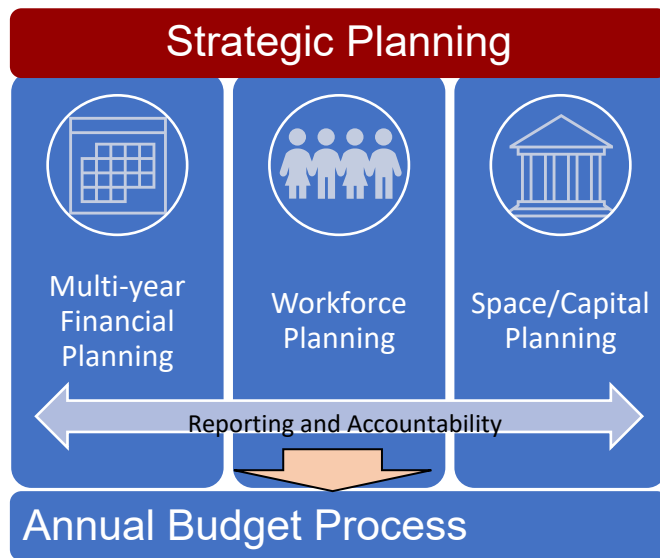 Strategic Planning
Multi-year
Financial
Planning
Workforce
Planning
Space/Capital
Planning
Reporting and Accountability
Annual Budget Process